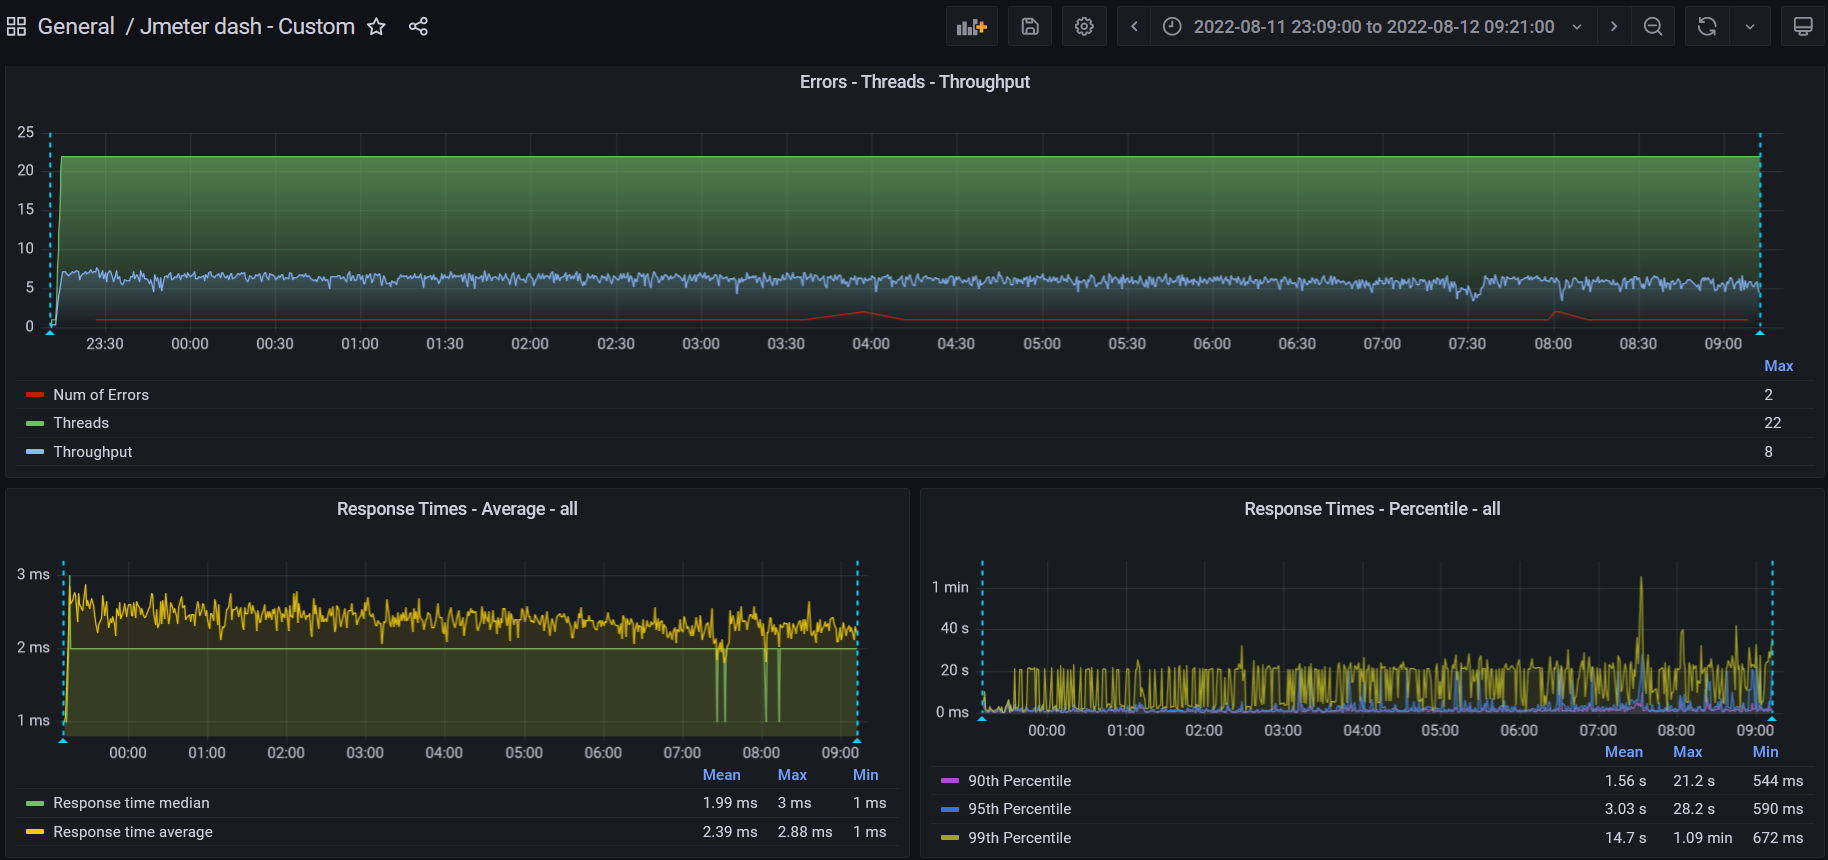 General / Jmeter dash - Custom
2022-08-11 23:09:00 to 2022-08-12 09:21:00
Errors - Threads - Throughput
25
20
15
10
5
0
23:30 00:00 00:30 01:00 01:30 02:00 02:30 03:00 03:30 04:00 04:30 05:00 05:30 06:00 06:30 07:00 07:30 08:00 08:30 09:00
Max
Num of Errors 2
Threads 22
Throughput 8
Response Times - Average - all
3 ms
2 ms
1 ms
00:00 01:00 02:00 03:00 04:00 05:00 06:00 07:00 08:00 09:00
Mean Max Min
Response time median 1.99 ms 3 ms 1 ms
Response time average 2.39 ms 2.88 ms 1 ms
Response Times - Percentile - all
1 min
40 s
20 s
0 ms
00:00 01:00 02:00 03:00 04:00 05:00 06:00 07:00 08:00 09:00
Mean Max Min
90th Percentile 1.56 s 21.2 s 544 ms
95th Percentile 3.03 s 28.2 s 590 ms
99th Percentile 14.7 s 1.09 min 672 ms